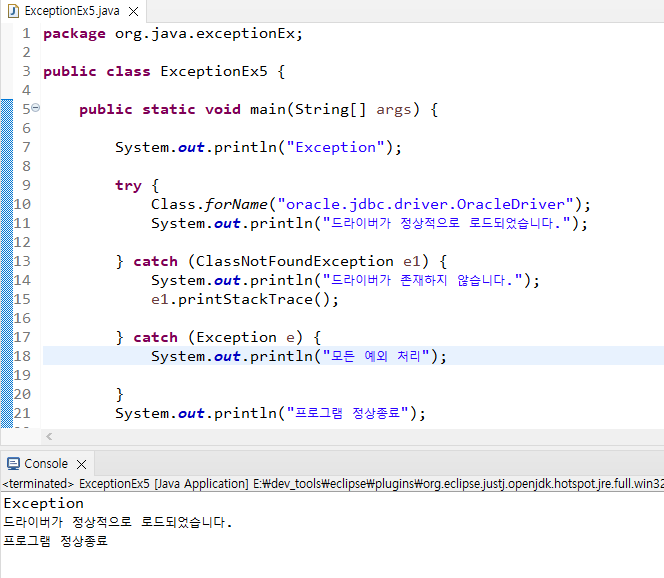 ExceptionEx5.java
1 package org.java.exceptionEx;
2
3 public class ExceptionEx5 {
4
5 public static void main(String[] args) {
6
7 System.out.println("Exception");
8
9 try {
10 Class.forName("oracle.jdbc.driver.OracleDriver");
11 System.out.println("드라이버가 정상적으로 로드되었습니다.");
12
13 } catch (ClassNotFoundException e1) {
14 System.out.println("드라이버가 존재하지 않습니다.");
15 e1.printStackTrace();
16
17 } catch (Exception e) {
18 System.out.println("모든 예외 처리");
19
20 }
21 System.out.println("프로그램 정상종료");
Console
<terminated> ExceptionEx5 [Java Application] E:₩dev_tools₩eclipse₩plugins₩org.eclipse.justj.openjdk.hotspot.jre.full.win32
Exception
드라이버가 정상적으로 로드되었습니다.
프로그램 정상종료